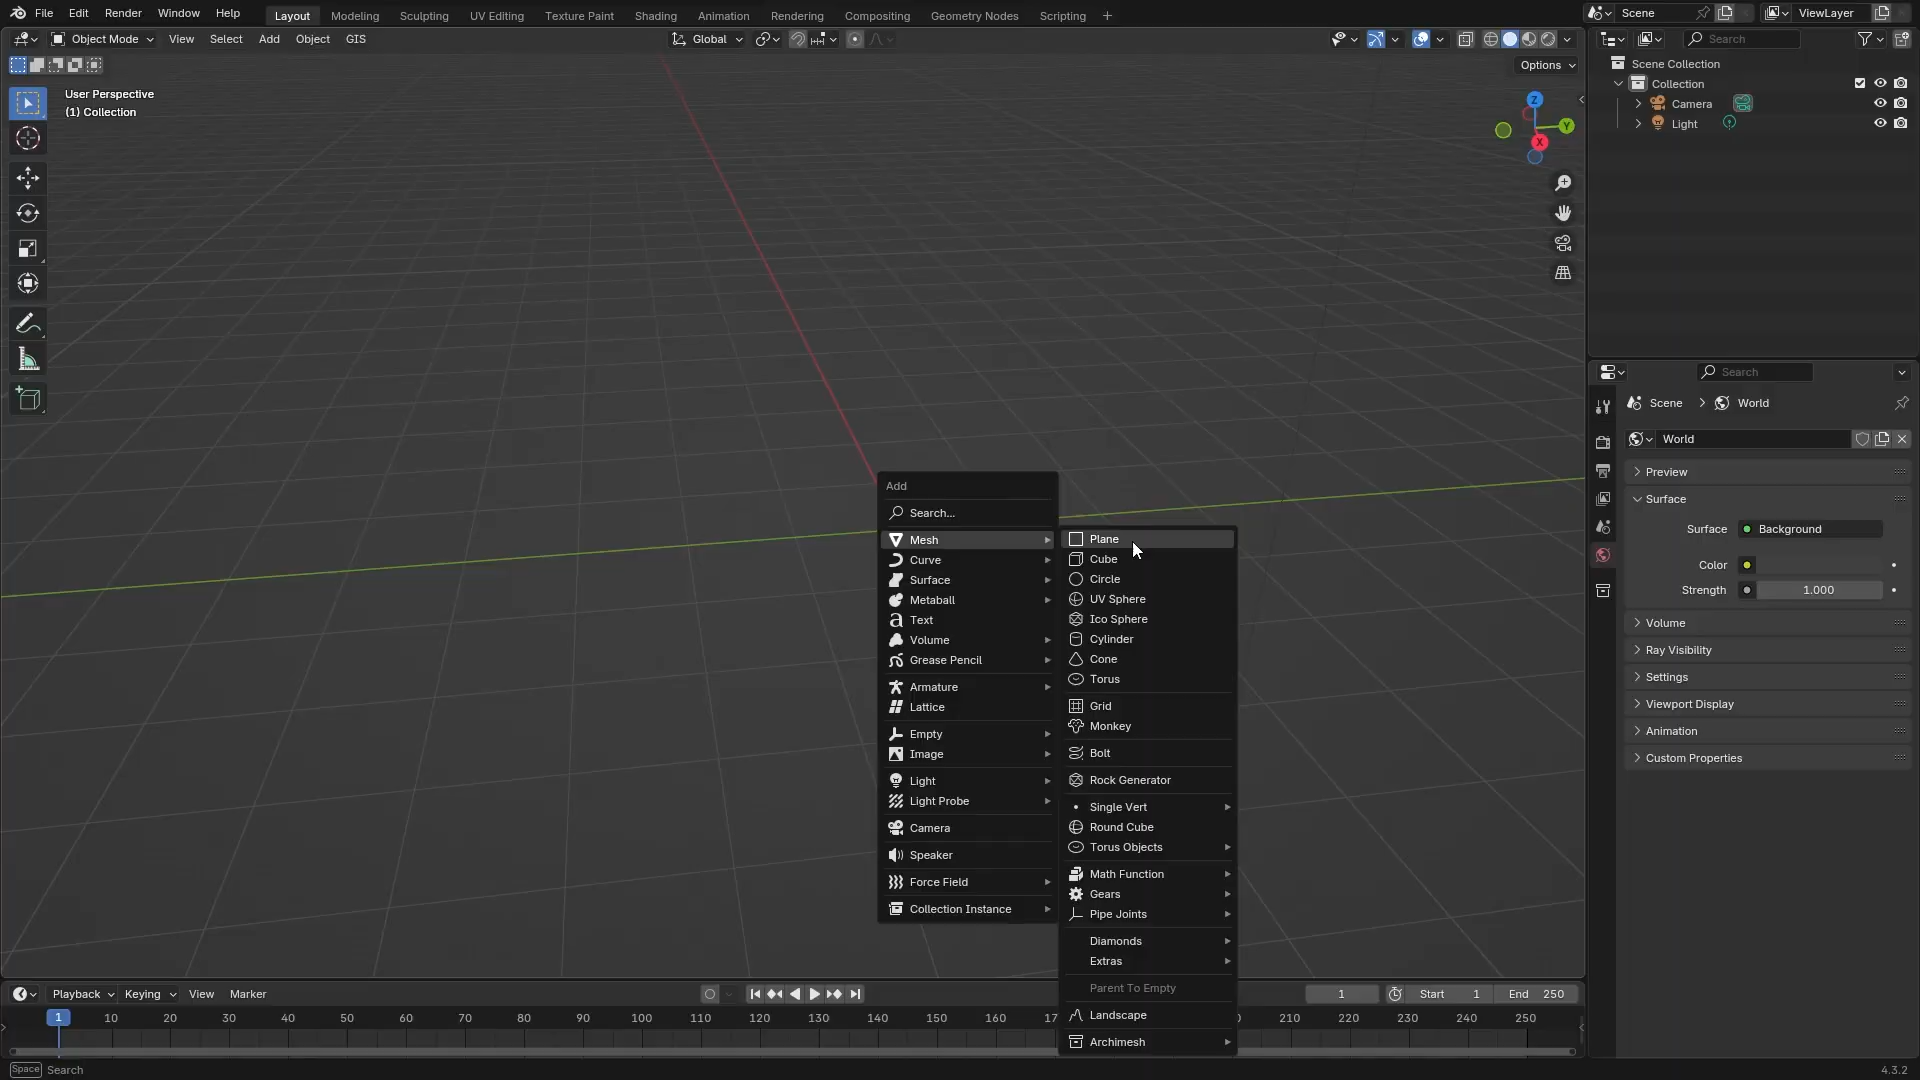 File Edit Render Window Help Layout Modeling Sculpting UV Editing Texture Paint Shading Animation Rendering Compositing Geometry Nodes Scripting + Scene ViewLayer
Object Mode View Select Add Object GIS Global Search
Options
User Perspective
(1) Collection
Z
Y
X
Scene Collection
Collection
Camera
Light
Search
Scene > World
World
Preview
Surface
Surface Background
Color
Strength 1.000
Volume
Ray Visibility
Settings
Viewport Display
Animation
Custom Properties
Add
Search...
Mesh
Curve
Surface
Metaball
Text
Volume
Grease Pencil
Armature
Lattice
Empty
Image
Light
Light Probe
Camera
Speaker
Force Field
Collection Instance
Plane
Cube
Circle
UV Sphere
Ico Sphere
Cylinder
Cone
Torus
Grid
Monkey
Bolt
Rock Generator
Single Vert
Round Cube
Torus Objects
Math Function
Gears
Pipe Joints
Diamonds
Extras
Parent To Empty
Landscape
Archimesh
Playback Keying View Marker 1 Start 1 End 250
1 10 20 30 40 50 60 70 80 90 100 110 120 130 140 150 160 210 220 230 240 250
Space Search 4.3.2